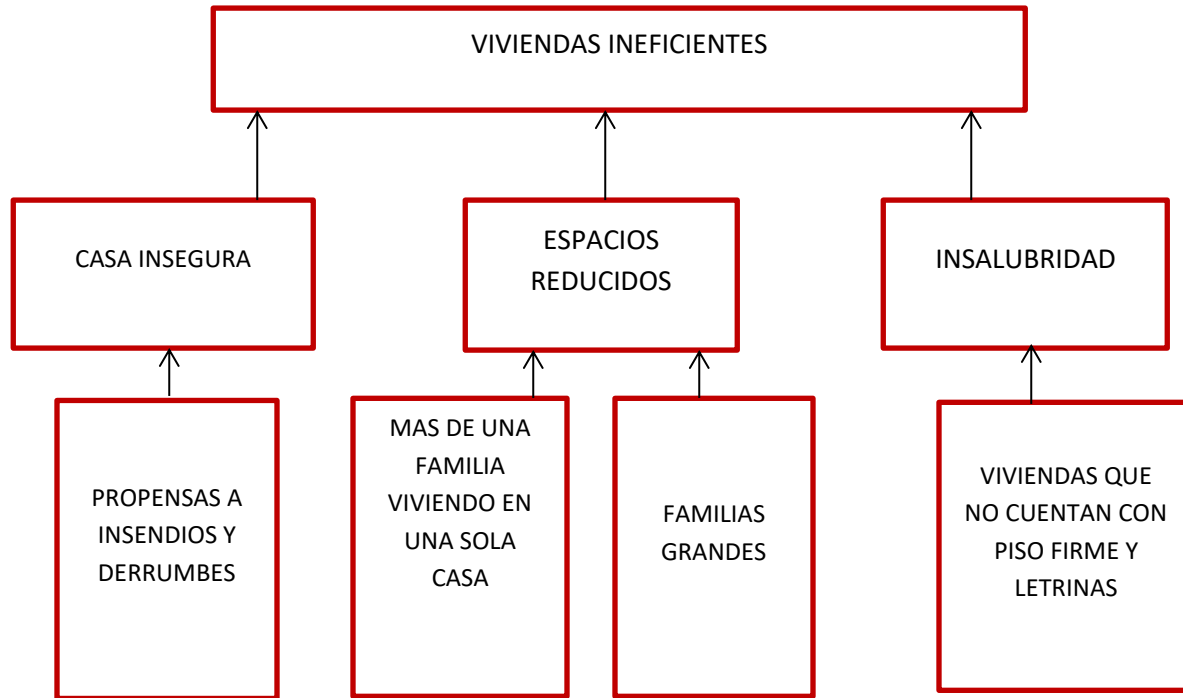 VIVIENDAS INEFICIENTES
CASA INSEGURA
ESPACIOS
REDUCIDOS
INSALUBRIDAD
PROPENSAS A
INSENDIOS Y
DERRUMBES
MAS DE UNA
FAMILIA
VIVIENDO EN
UNA SOLA
CASA
FAMILIAS
GRANDES
VIVIENDAS QUE
NO CUENTAN CON
PISO FIRME Y
LETRINAS